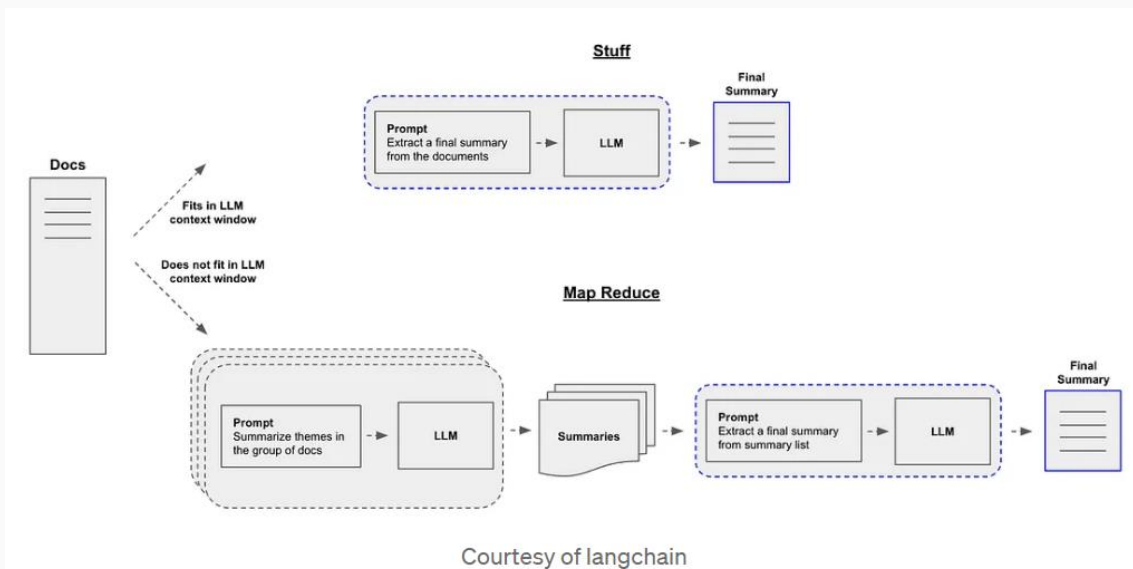 Stuff
Final
Summary
Prompt
Extract a final summary
from the documents
LLM
Docs
Fits in LLM
context window
Does not fit in LLM
context window
Map Reduce
Prompt
Summarize themes in
the group of docs
LLM
Summaries
Prompt
Extract a final summary
from summary list
LLM
Final
Summary
Courtesy of langchain